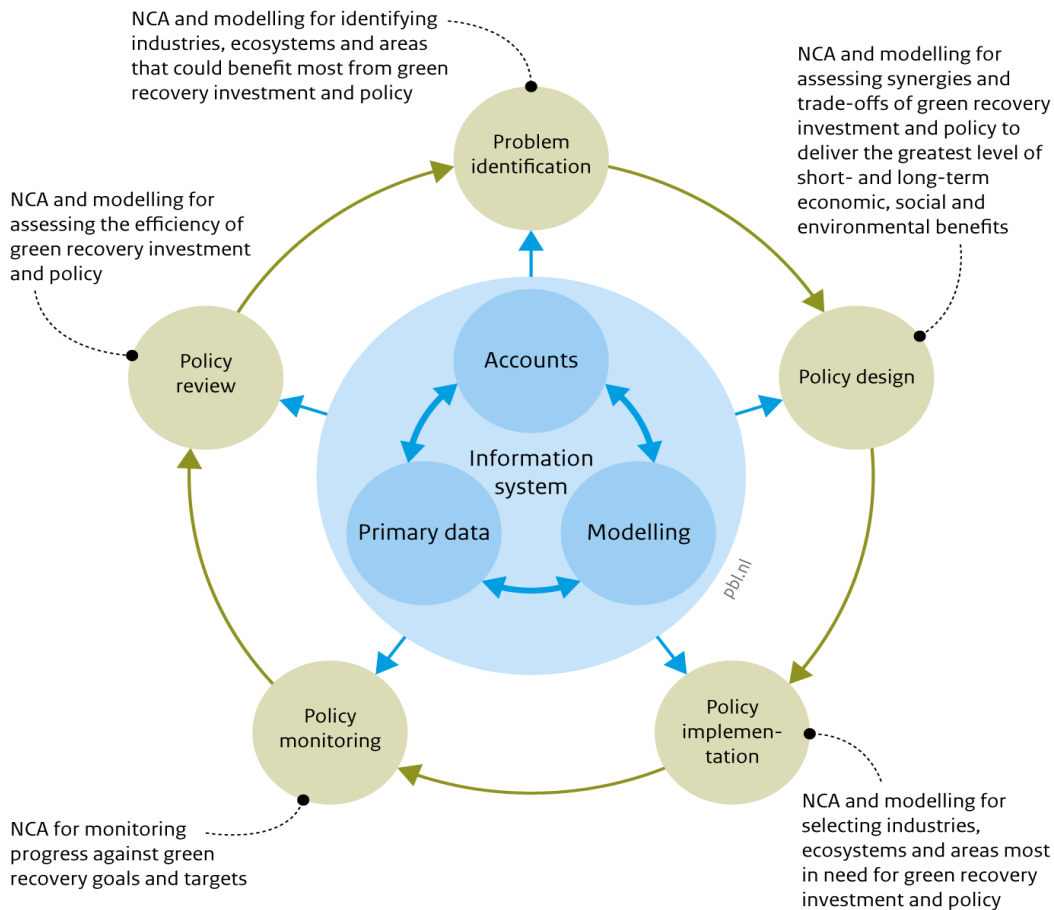 NCA and modelling for identifying
industries, ecosystems and areas
that could benefit most from green
recovery investment and policy
NCA and modelling for
assessing synergies and
trade-offs of green recovery
investment and policy to
deliver the greatest level of
short- and long-term
economic, social and
environmental benefits
Problem
identification
NCA and modelling for
assessing the efficiency of
green recovery investment
and policy
Policy
review
Accounts
Policy design
Information
system
Primary data
Modelling
pbl.nl
Policy
monitoring
Policy
implemen-
tation
NCA for monitoring
progress against green
recovery goals and targets
NCA and modelling for
selecting industries,
ecosystems and areas most
in need for green recovery
investment and policy